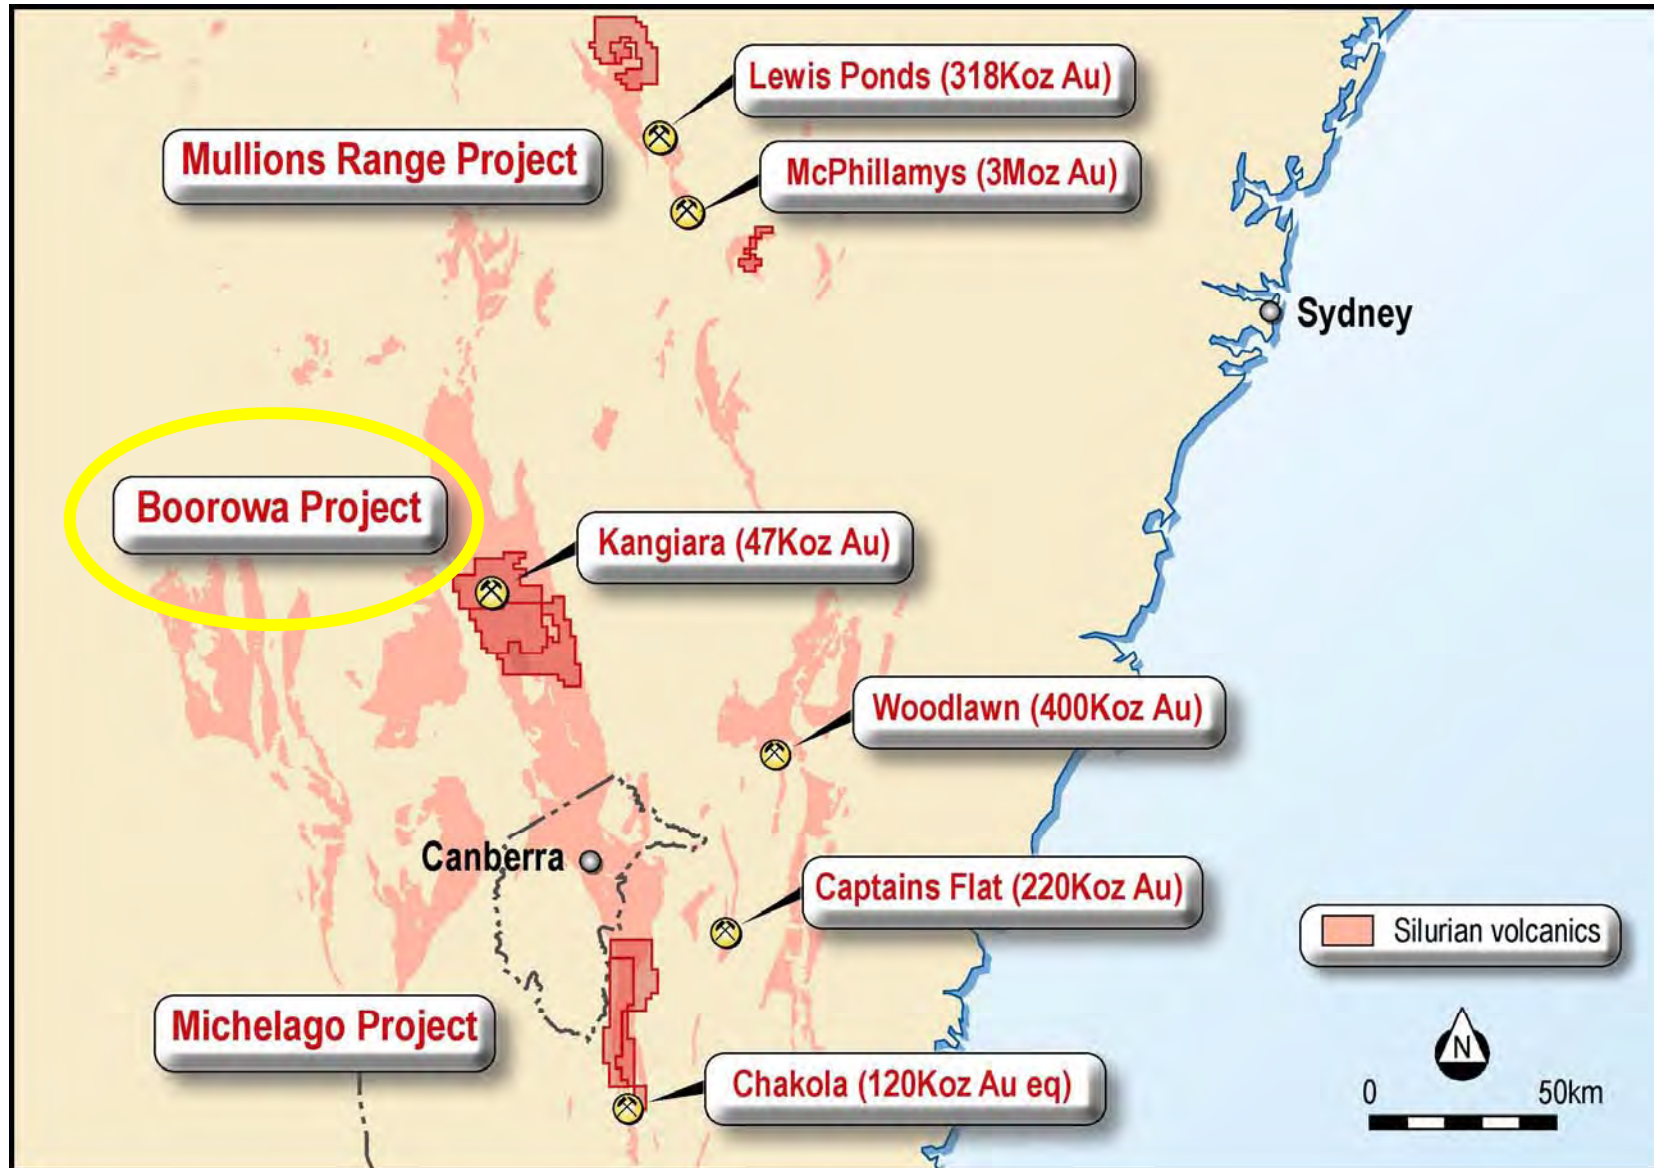 Lewis Ponds (318Koz Au)
Mullions Range Project
McPhillamys (3Moz Au)
Sydney
Boorowa Project
Kangiara (47Koz Au)
Woodlawn (400Koz Au)
Canberra
Captains Flat (220Koz Au)
Silurian volcanics
Michelago Project
N
Chakola (120Koz Au eq)
0 50km